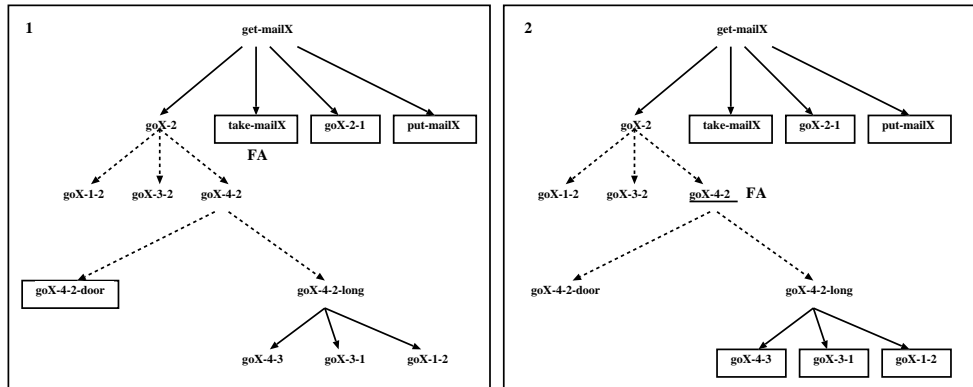 1
get-mailX
goX-2
take-mailX
goX-2-1
put-mailX
FA
goX-1-2
goX-3-2
goX-4-2
goX-4-2-door
goX-4-2-long
goX-4-3
goX-3-1
goX-1-2
2
get-mailX
goX-2
take-mailX
goX-2-1
put-mailX
goX-1-2
goX-3-2
goX-4-2
FA
goX-4-2-door
goX-4-2-long
goX-4-3
goX-3-1
goX-1-2